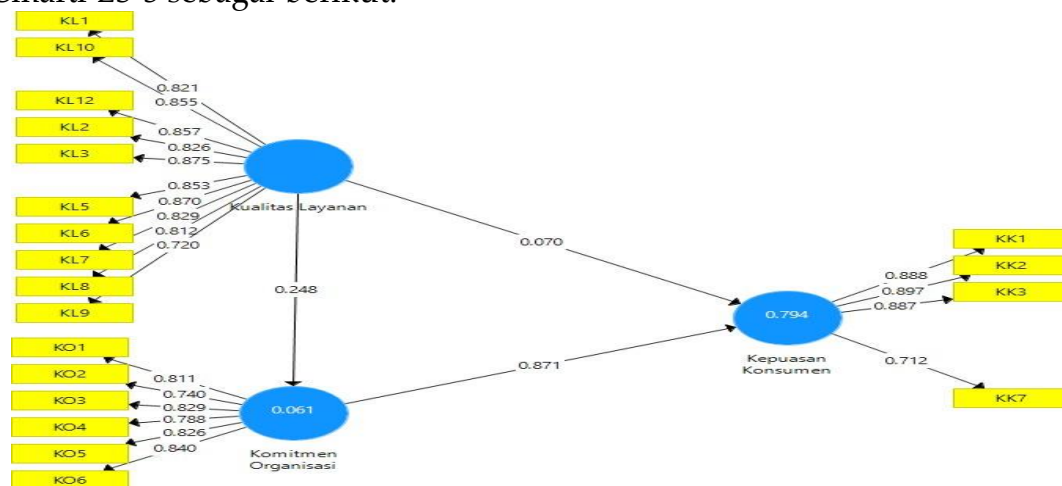 SmartPLS 3 sebagai berikut.
KL1
KL10
0.821
0.855
KL12
0.857
KL2
0.826
KL3
0.875
0.853
KL5
0.870
Kualitas Layanan
0.829
KL6
0.812
0.720
KL7
KL8
KL9
0.070
0.248
KK1
0.888
KK2
0.897
KK3
0.887
0.794
KO1
0.811
KO2
0.740
KO3
0.829
KO4
0.788
KO5
0.826
KO6
0.840
0.061
Komitmen
Organisasi
0.871
Kepuasan
Konsumen
0.712
KK7